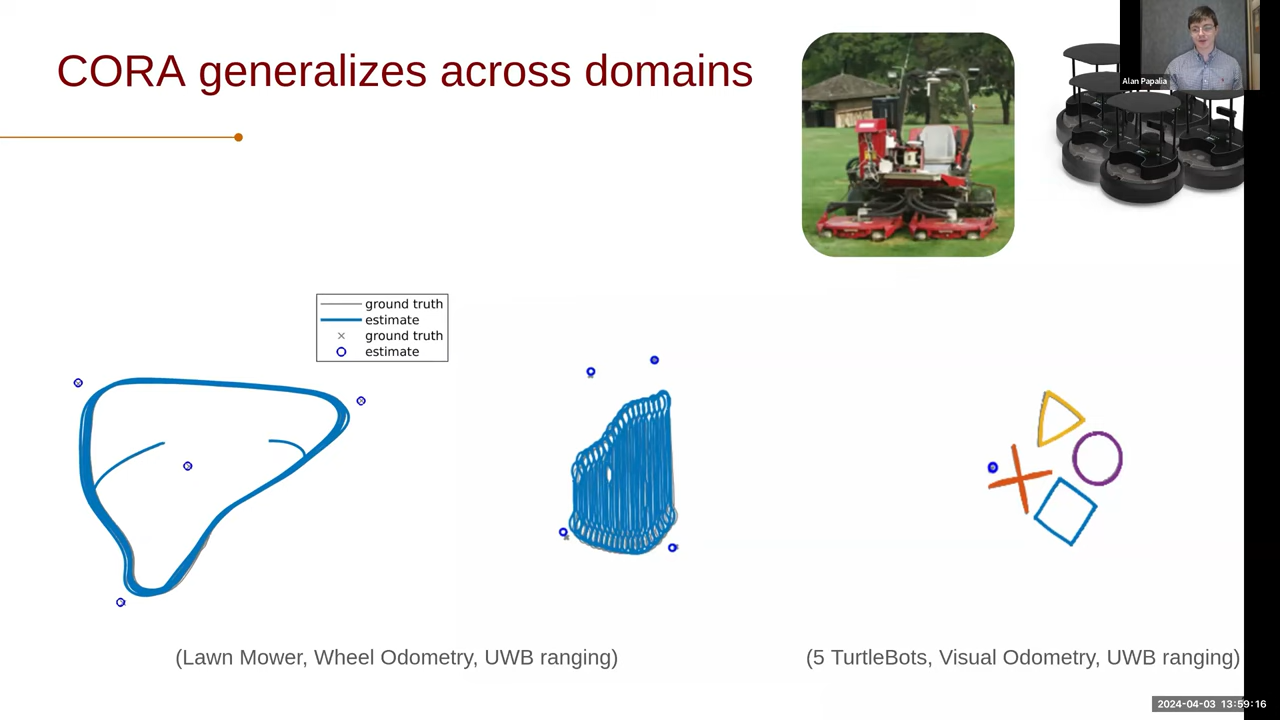 CORA generalizes across domains
Alan Papalia
ground truth
estimate
ground truth
estimate
(Lawn Mower, Wheel Odometry, UWB ranging)
(5 TurtleBots, Visual Odometry, UWB ranging)
2024-04-03 13:59:16